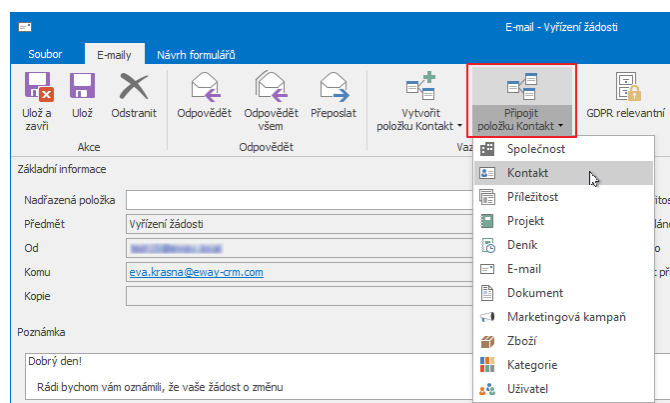 E-mail - Vyřízení žádosti
Soubor E-maily Návrh formulářů
Ulož a zavři
Ulož
Odstranit
Odpovědět
Odpovědět všem
Přeposlat
Vytvořit položku Kontakt
Připojit položku Kontakt
GDPR relevantní
Akce
Odpovědět
Vaz
Společnost
Kontakt
Příležitost
Projekt
Deník
E-mail
Dokument
Marketingová kampaň
Zboží
Kategorie
Uživatel
Základní informace
Nadřazená položka
Předmět Vyřízení žádosti
Od
Komu eva.krasna@eway-crm.com
Kopie
Poznámka
Dobrý den!
Rádi bychom vám oznámili, že vaše žádost o změnu